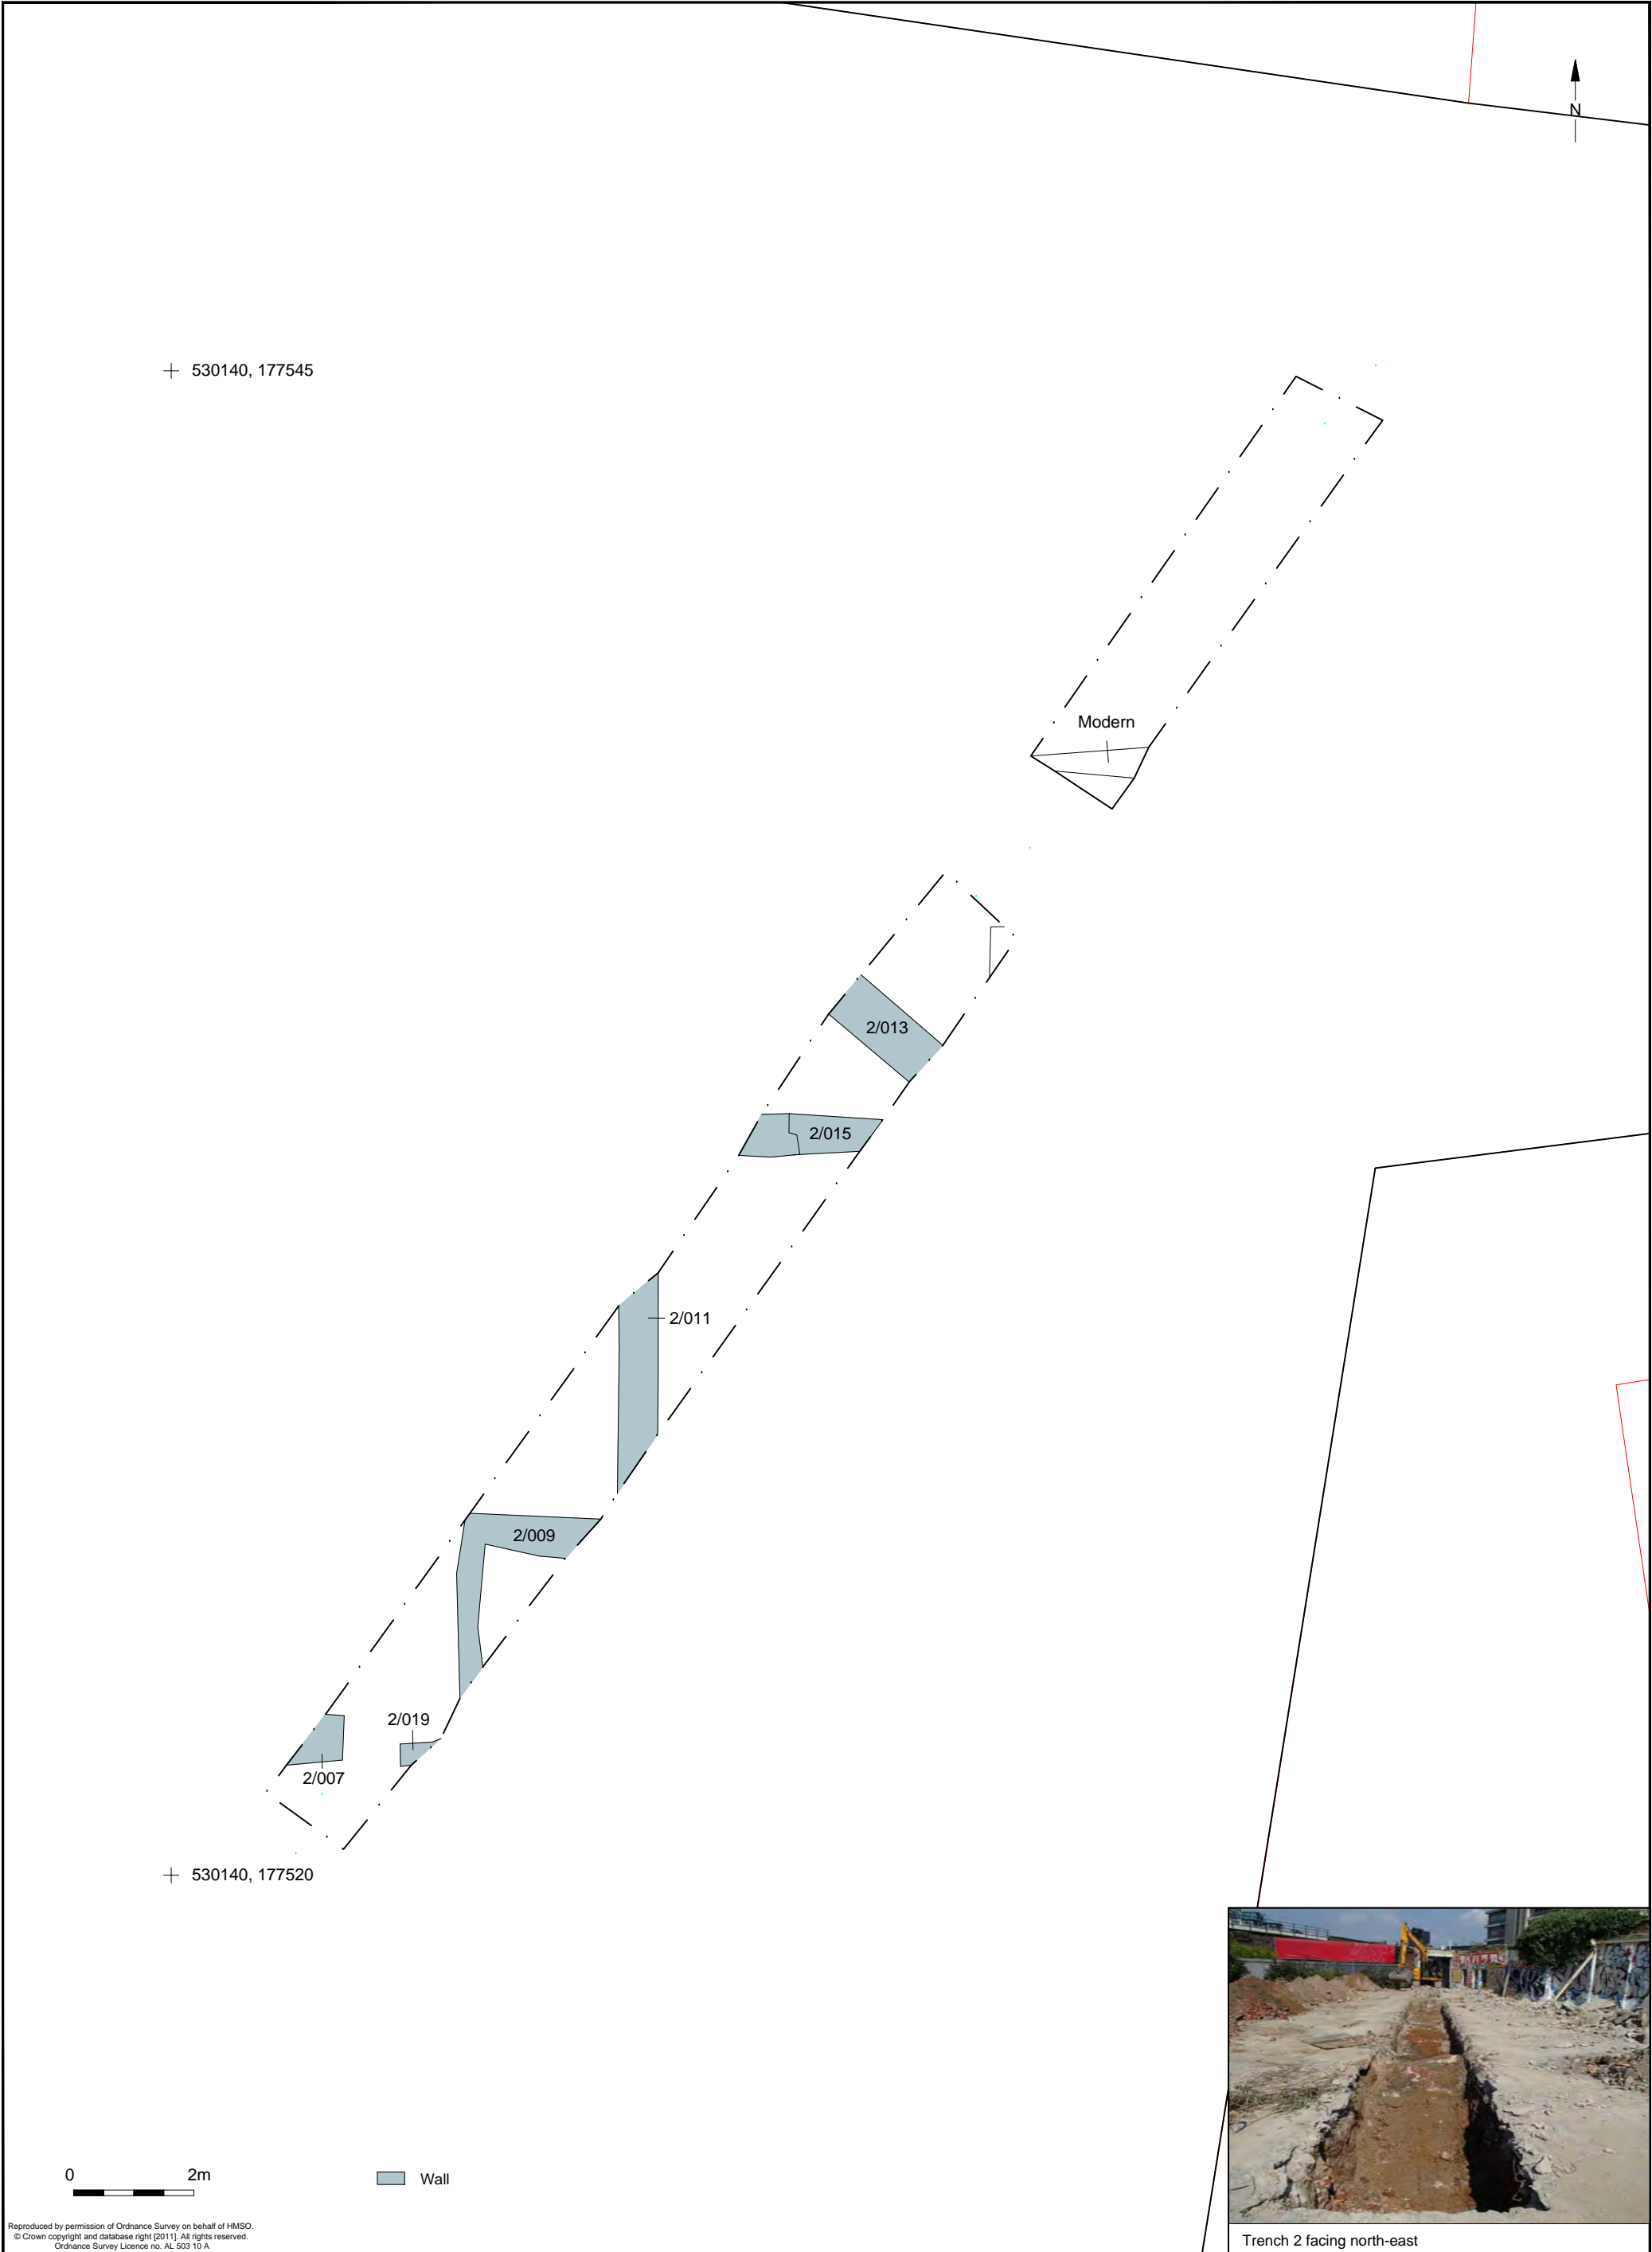 N
530140, 177545
Modern
2/013
2/015
2/011
2/009
2/019
2/007
530140, 177520
0 2m
Wall
Reproduced by permission of Ordnance Survey on behalf of HMSO.
© Crown copyright and database right [2011]. All rights reserved.
Ordnance Survey Licence no. AL 503 10 A
Trench 2 facing north-east